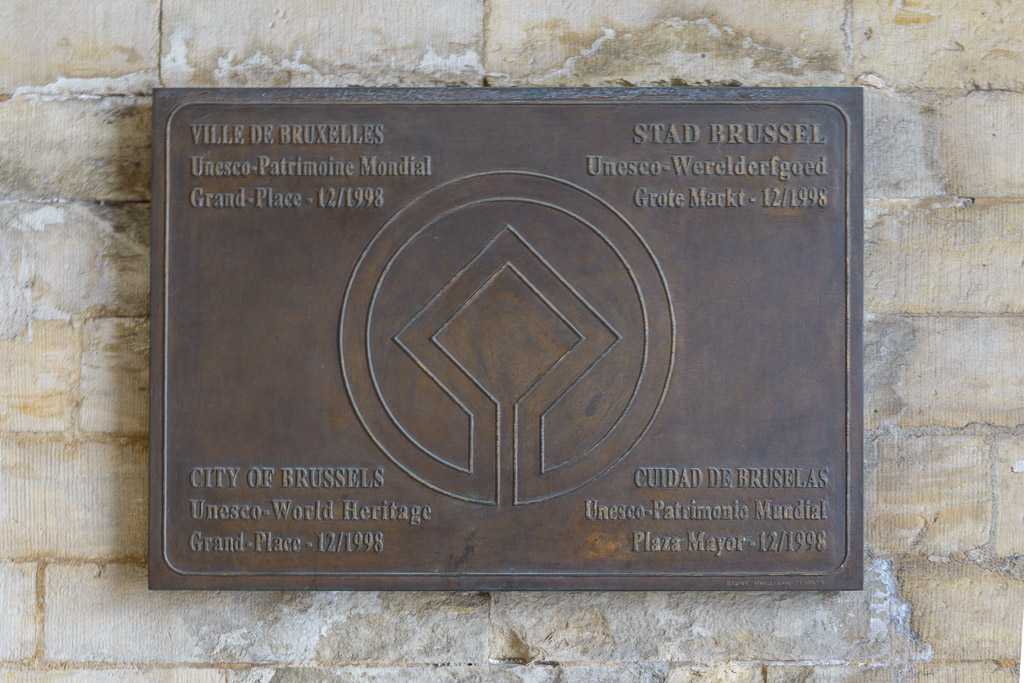 VILLE DE BRUXELLES
Unesco-Patrimoine Mondial
Grand-Place - 12/1998
STAD BRUSSEL
Unesco-Werelderfgoed
Grote Markt - 12/1998
CITY OF BRUSSELS
Unesco-World Heritage
Grand-Place - 12/1998
CUIDAD DE BRUSELAS
Unesco-Patrimonio Mundial
Plaza Mayor-12/1998